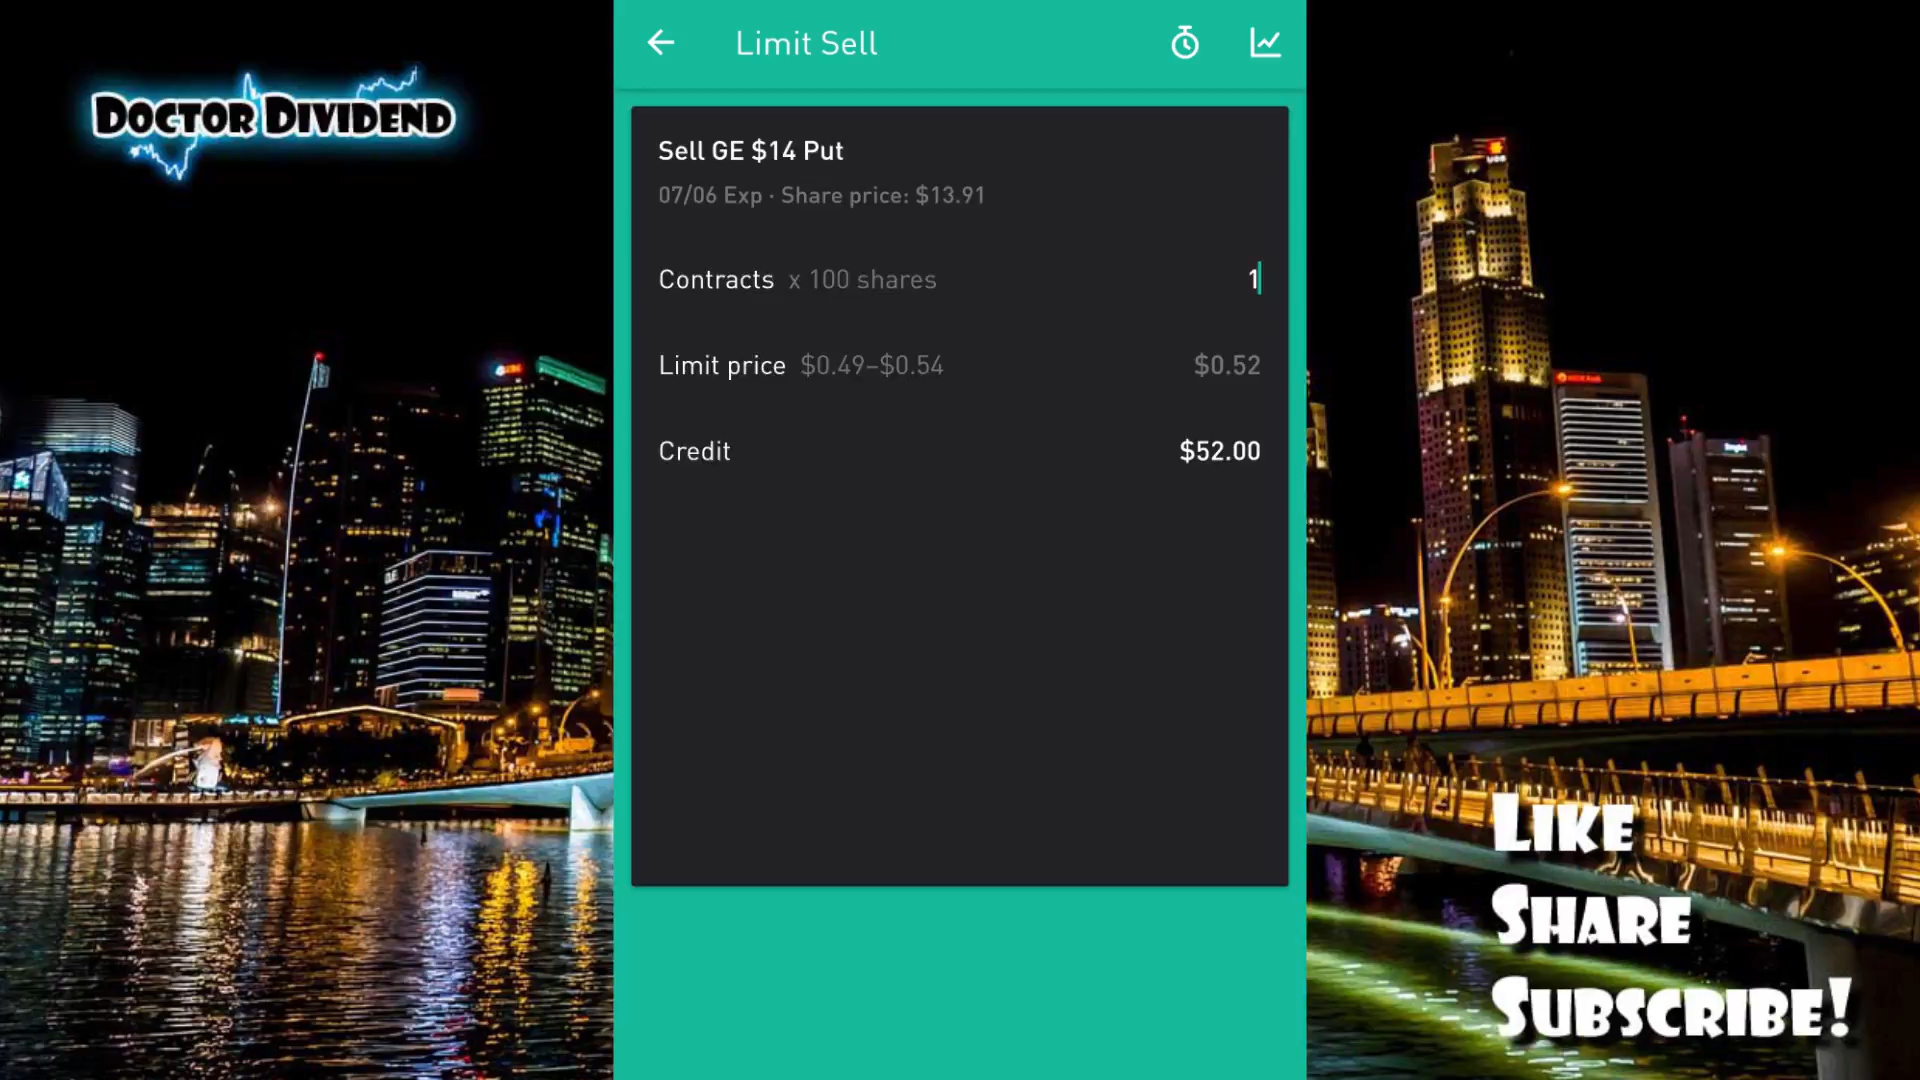 DOCTOR DIVIDEND
Limit Sell
Sell GE $14 Put
07/06 Exp · Share price: $13.91
Contracts x 100 shares 1
Limit price $0.49–$0.54 $0.52
Credit $52.00
UOB
LIKE
SHARE
SUBSCRIBE!